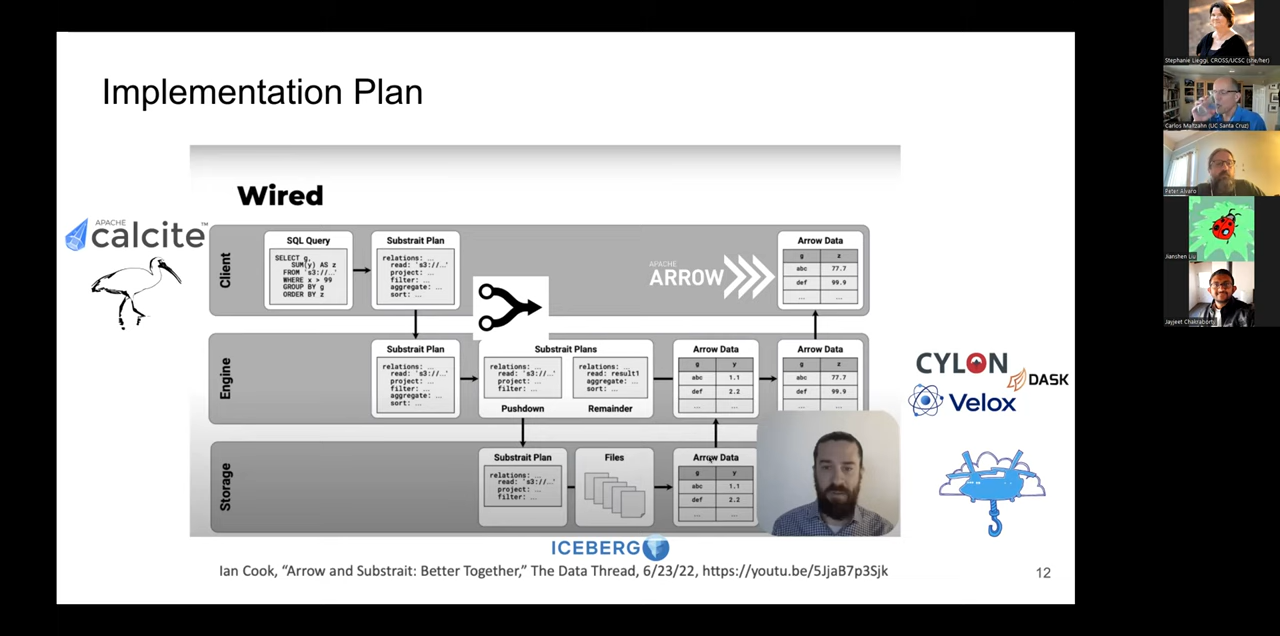 Implementation Plan
Wired
APACHE
calcite™
Client
SQL Query
SELECT g,
SUM(y) AS z
FROM 's3://…'
WHERE x > 99
GROUP BY g
ORDER BY z
Substrait Plan
relations: …
read: 's3://…'
project: …
filter: …
aggregate: …
sort: …
APACHE
ARROW
Arrow Data
g z
abc 77.7
def 99.9
… …
Engine
Substrait Plan
relations: …
read: 's3://…'
project: …
filter: …
aggregate: …
sort: …
Substrait Plans
relations: …
read: 's3://…'
project: …
filter: …
Pushdown
relations: …
read: result1
aggregate: …
sort: …
Remainder
Arrow Data
g y
abc 1.1
def 2.2
… …
Arrow Data
g z
abc 77.7
def 99.9
… …
CYLON
DASK
Velox
Storage
Substrait Plan
relations: …
read: 's3://…'
project: …
filter: …
Files
Arrow Data
g y
abc 1.1
def 2.2
… …
ICEBERG
Ian Cook, “Arrow and Substrait: Better Together,” The Data Thread, 6/23/22, https://youtu.be/5JjaB7p3Sjk
12
Stephanie Lieggi, CROSS/UCSC (she/her)
Carlos Maltzahn (UC Santa Cruz)
Peter Alvaro
Jianshen Liu
Jayjeet Chakraborty